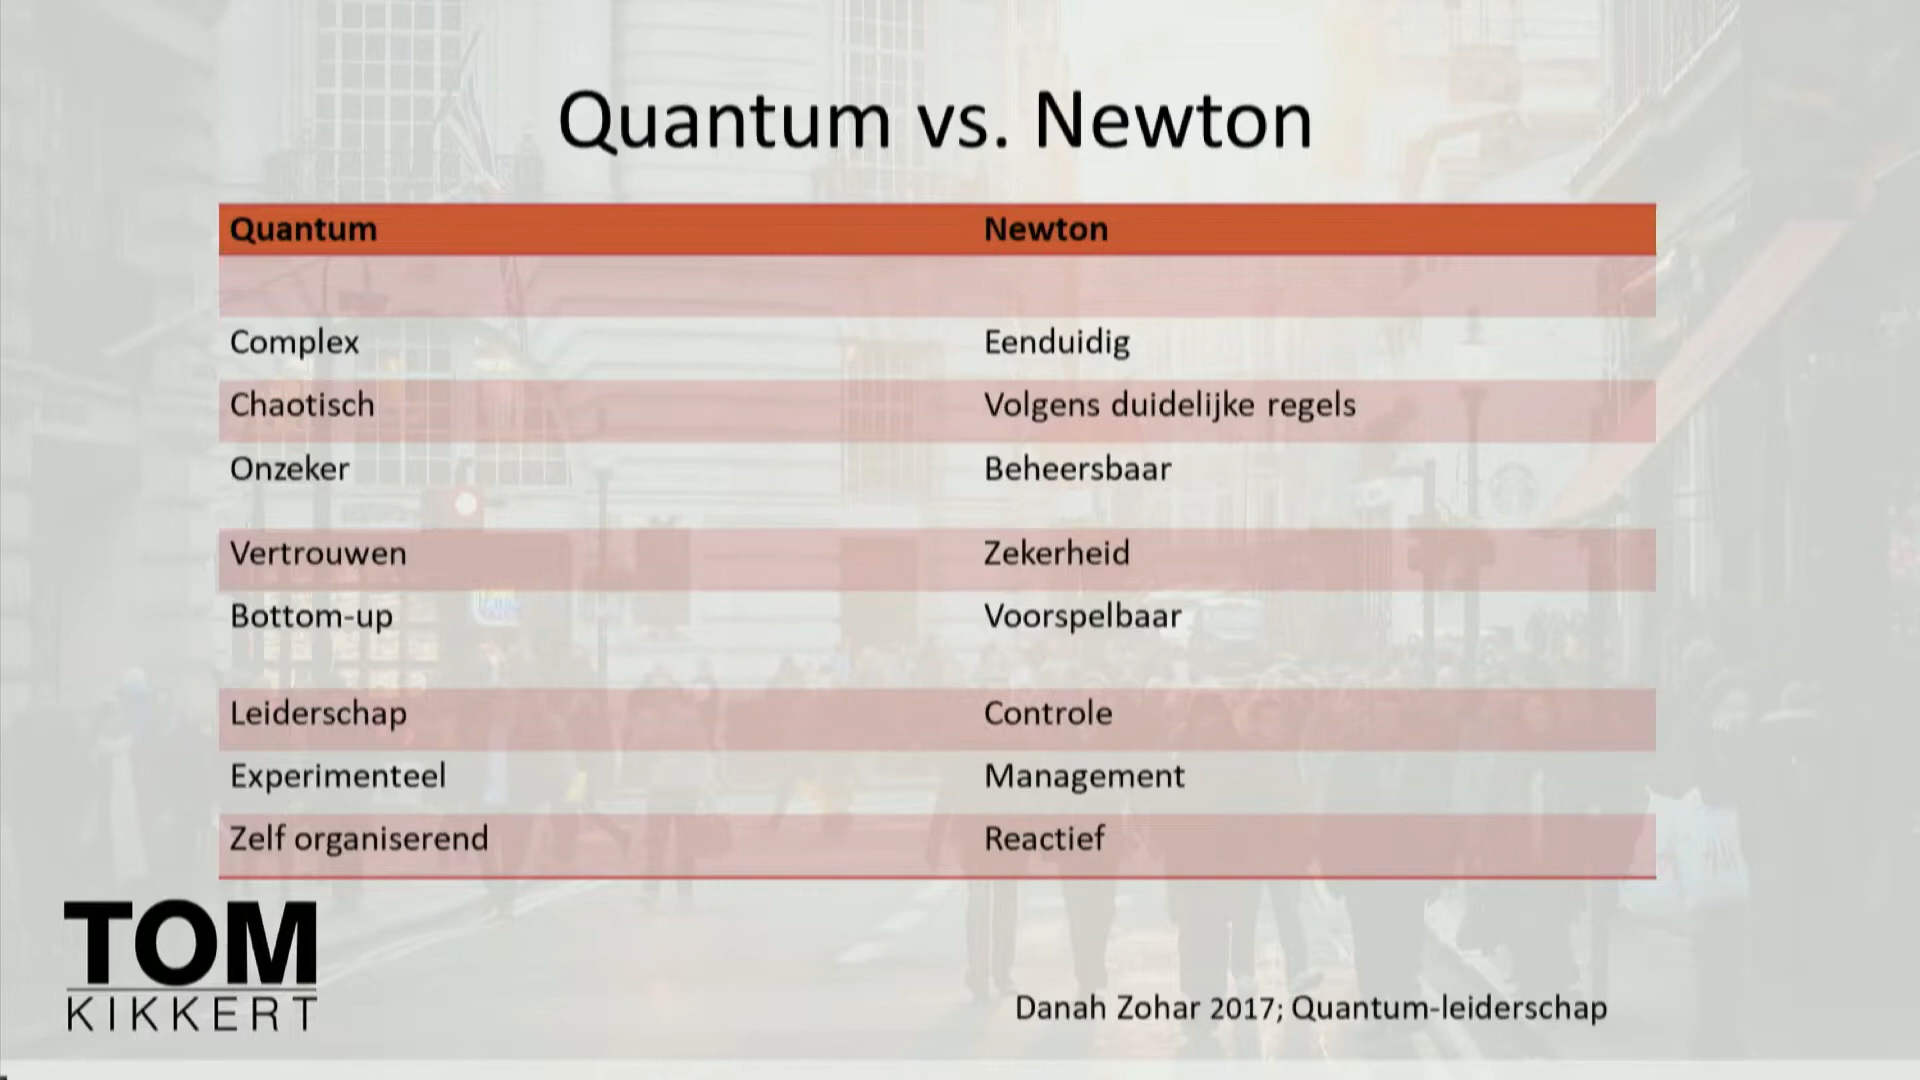 Quantum vs. Newton
Quantum Newton
Complex Eenduidig
Chaotisch Volgens duidelijke regels
Onzeker Beheersbaar
Vertrouwen Zekerheid
Bottom-up Voorspelbaar
Leiderschap Controle
Experimenteel Management
Zelf organiserend Reactief
TOM
KIKKERT
Danah Zohar 2017; Quantum-leiderschap